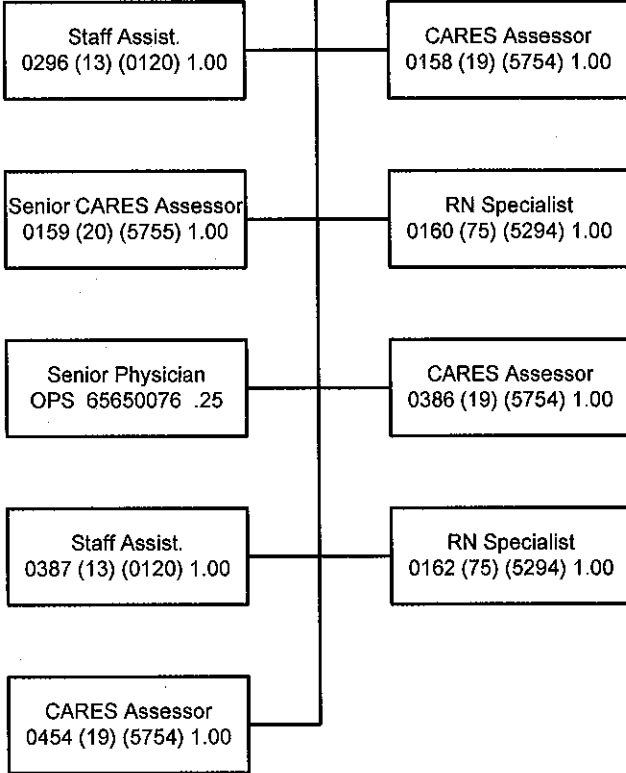 Staff Assist.
0296 (13) (0120) 1.00
CARES Assessor
0158 (19) (5754) 1.00
Senior CARES Assessor
0159 (20) (5755) 1.00
RN Specialist
0160 (75) (5294) 1.00
Senior Physician
OPS 65650076 .25
CARES Assessor
0386 (19) (5754) 1.00
Staff Assist.
0387 (13) (0120) 1.00
RN Specialist
0162 (75) (5294) 1.00
CARES Assessor
0454 (19) (5754) 1.00